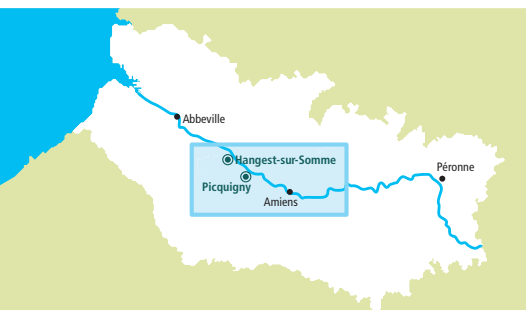 Abbeville
Hangest-sur-Somme
Péronne
Picquigny
Amiens